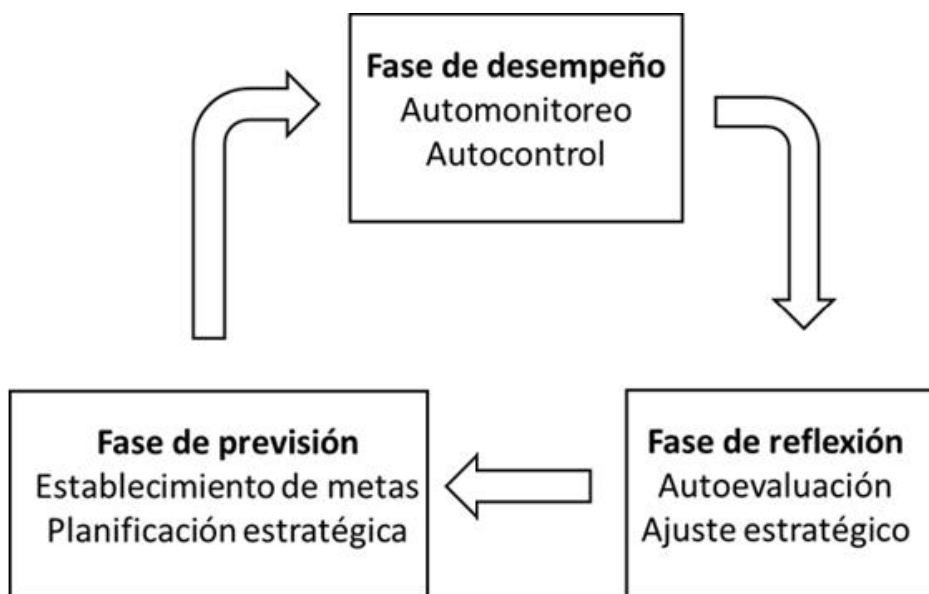 Fase de desempeño
Automonitoreo
Autocontrol
Fase de previsión
Establecimiento de metas
Planificación estratégica
Fase de reflexión
Autoevaluación
Ajuste estratégico